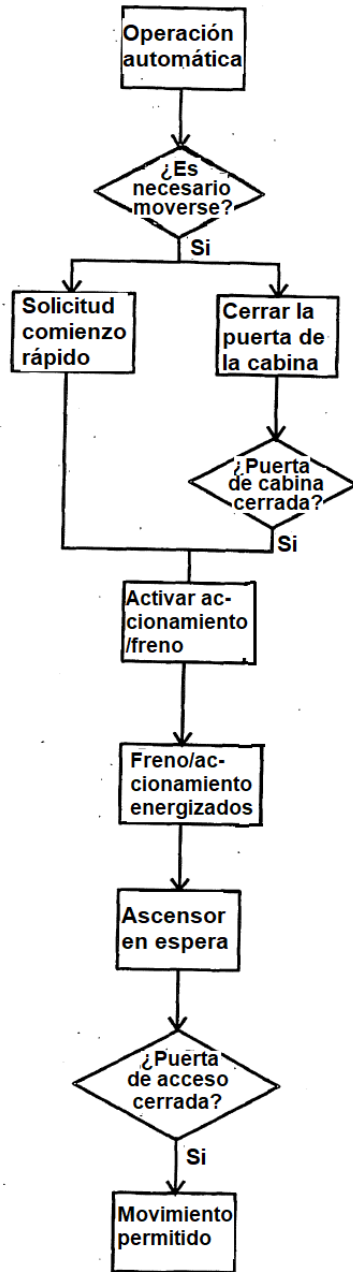 Operación
automática
¿Es
necesario
moverse?
Si
Solicitud
comienzo
rápido
Cerrar la
puerta de
la cabina
¿Puerta
de cabina
cerrada?
Si
Activar ac-
cionamiento
/freno
Freno/ac-
cionamiento
energizados
Ascensor
en espera
¿Puerta
de acceso
cerrada?
Si
Movimiento
permitido